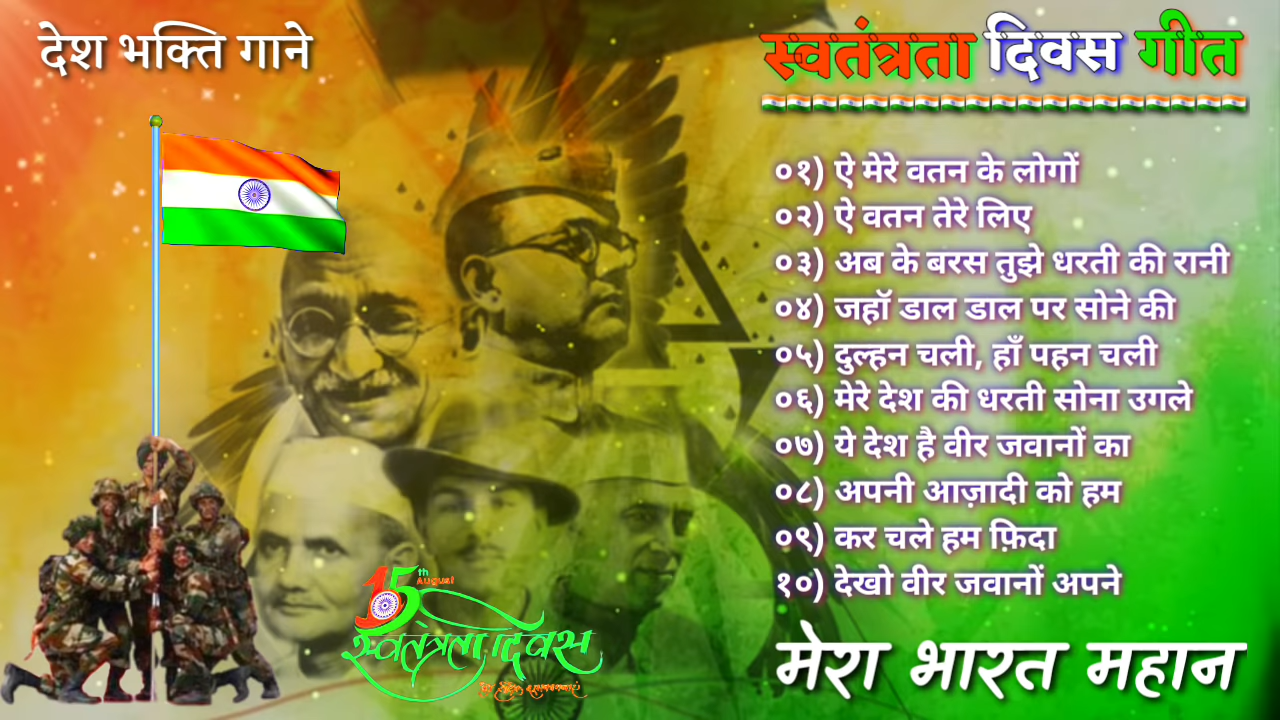 देश भक्ति गाने
स्वतंत्रता दिवस गीत
०१) ऐ मेरे वतन के लोगों
०२) ऐ वतन तेरे लिए
०३) अब के बरस तुझे धरती की रानी
०४) जहॉ डाल डाल पर सोने की
०५) दुल्हन चली, हाँ पहन चली
०६) मेरे देश की धरती सोना उगले
०७) ये देश है वीर जवानों का
०८) अपनी आज़ादी को हम
०९) कर चले हम फ़िदा
१०) देखो वीर जवानों अपने
मेरा भारत महान
15th August
स्वतंत्रता दिवस